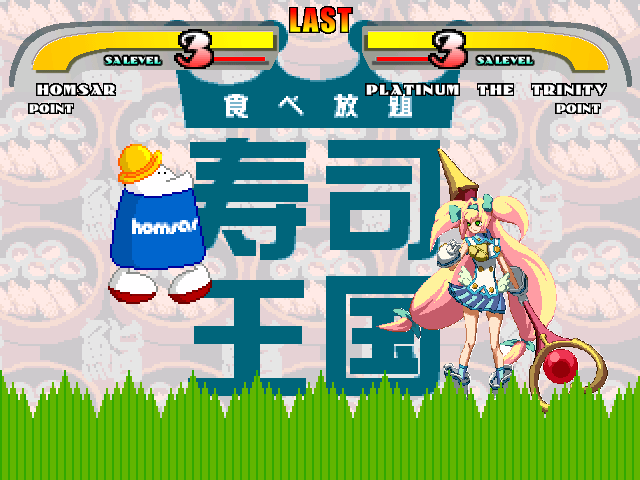 LAST
3 SA LEVEL
3 SA LEVEL
HOMSAR
POINT
PLATINUM THE TRINITY
POINT
食べ放題
寿司
王国
homsar